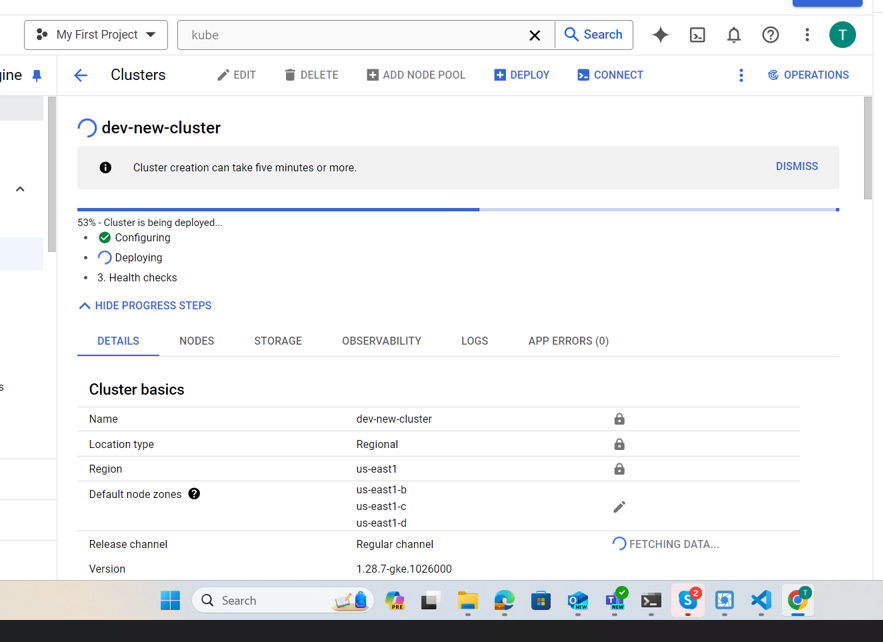 My First Project
kube
Search
T
gine
Clusters
EDIT
DELETE
ADD NODE POOL
DEPLOY
CONNECT
OPERATIONS
dev-new-cluster
Cluster creation can take five minutes or more.
DISMISS
53% - Cluster is being deployed...
Configuring
Deploying
3. Health checks
HIDE PROGRESS STEPS
DETAILS
NODES
STORAGE
OBSERVABILITY
LOGS
APP ERRORS (0)
s
Cluster basics
Name dev-new-cluster
Location type Regional
Region us-east1
Default node zones us-east1-b
us-east1-c
us-east1-d
Release channel Regular channel FETCHING DATA...
Version 1.28.7-gke.1026000
Search
PRE
NEW
NEW
2
T